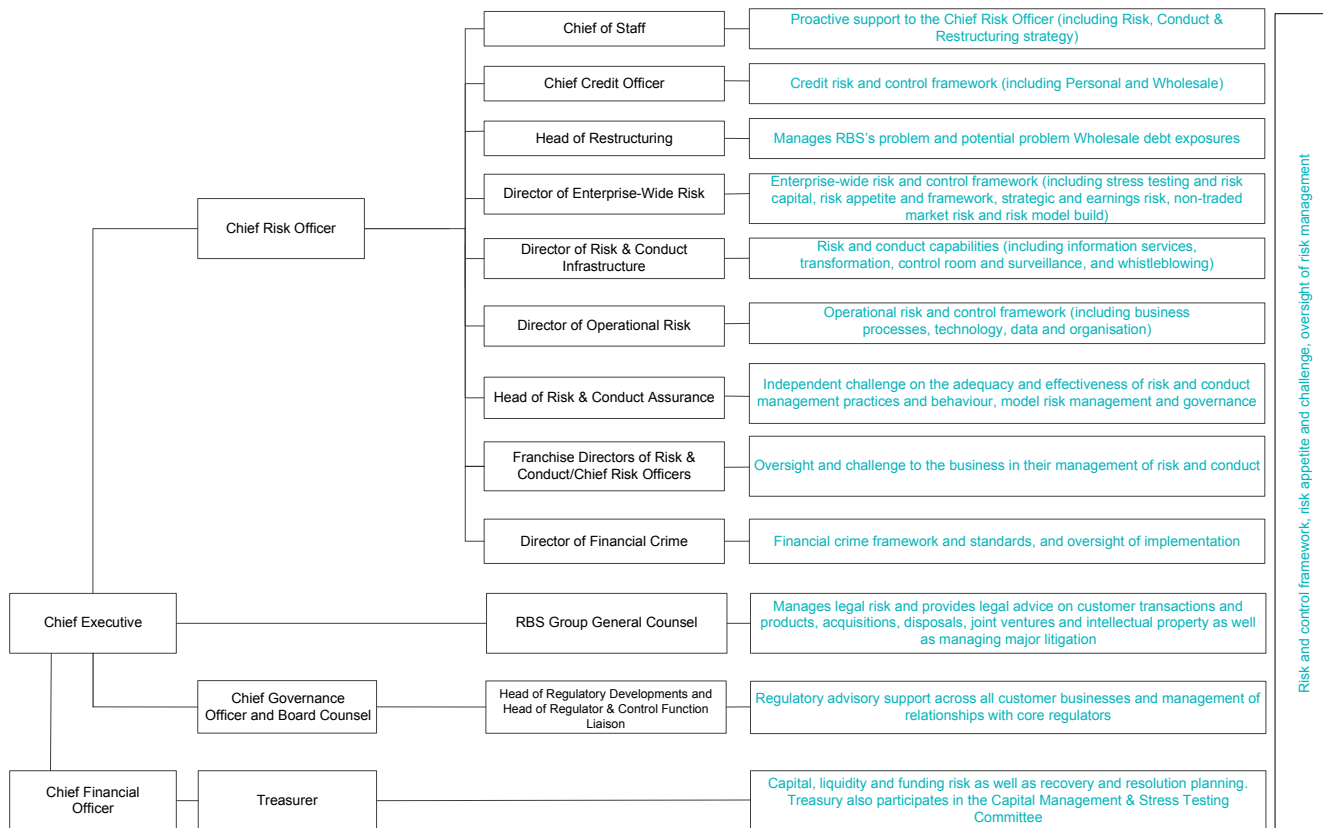 Chief of Staff
Proactive support to the Chief Risk Officer (including Risk, Conduct &
Restructuring strategy)
Chief Credit Officer
Credit risk and control framework (including Personal and Wholesale)
Head of Restructuring
Manages RBS's problem and potential problem Wholesale debt exposures
Chief Risk Officer
Director of Enterprise-Wide Risk
Enterprise-wide risk and control framework (including stress testing and risk
capital, risk appetite and framework, strategic and earnings risk, non-traded
market risk and risk model build)
Director of Risk & Conduct
Infrastructure
Risk and conduct capabilities (including information services,
transformation, control room and surveillance, and whistleblowing)
Director of Operational Risk
Operational risk and control framework (including business
processes, technology, data and organisation)
Head of Risk & Conduct Assurance
Independent challenge on the adequacy and effectiveness of risk and conduct
management practices and behaviour, model risk management and governance
Franchise Directors of Risk &
Conduct/Chief Risk Officers
Oversight and challenge to the business in their management of risk and conduct
Director of Financial Crime
Financial crime framework and standards, and oversight of implementation
Chief Executive
RBS Group General Counsel
Manages legal risk and provides legal advice on customer transactions and
products, acquisitions, disposals, joint ventures and intellectual property as well
as managing major litigation
Chief Governance
Officer and Board Counsel
Head of Regulatory Developments and
Head of Regulator & Control Function
Liaison
Regulatory advisory support across all customer businesses and management of
relationships with core regulators
Chief Financial
Officer
Treasurer
Capital, liquidity and funding risk as well as recovery and resolution planning.
Treasury also participates in the Capital Management & Stress Testing
Committee
Risk and control framework, risk appetite and challenge, oversight of risk management